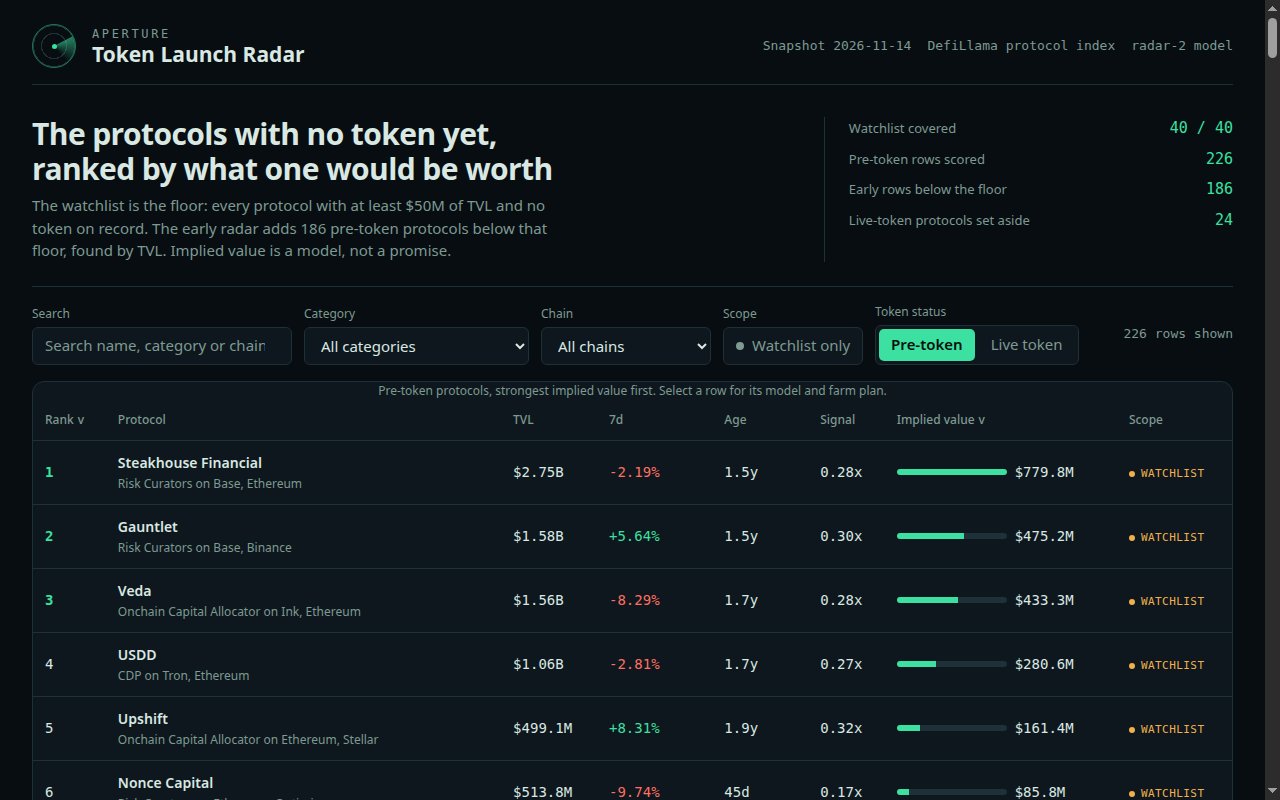 APERTURE
Token Launch Radar
Snapshot 2026-11-14 DefiLlama protocol index radar-2 model
The protocols with no token yet,
ranked by what one would be worth
The watchlist is the floor: every protocol with at least $50M of TVL and no
token on record. The early radar adds 186 pre-token protocols below that
floor, found by TVL. Implied value is a model, not a promise.
Watchlist covered 40 / 40
Pre-token rows scored 226
Early rows below the floor 186
Live-token protocols set aside 24
Search Category Chain Scope Token status
Search name, category or chain All categories All chains Watchlist only Pre-token Live token 226 rows shown
Pre-token protocols, strongest implied value first. Select a row for its model and farm plan.
Rank v Protocol TVL 7d Age Signal Implied value v Scope
1 Steakhouse Financial $2.75B -2.19% 1.5y 0.28x $779.8M WATCHLIST
Risk Curators on Base, Ethereum
2 Gauntlet $1.58B +5.64% 1.5y 0.30x $475.2M WATCHLIST
Risk Curators on Base, Binance
3 Veda $1.56B -8.29% 1.7y 0.28x $433.3M WATCHLIST
Onchain Capital Allocator on Ink, Ethereum
4 USDD $1.06B -2.81% 1.7y 0.27x $280.6M WATCHLIST
CDP on Tron, Ethereum
5 Upshift $499.1M +8.31% 1.9y 0.32x $161.4M WATCHLIST
Onchain Capital Allocator on Ethereum, Stellar
6 Nonce Capital $513.8M -9.74% 45d 0.17x $85.8M WATCHLIST